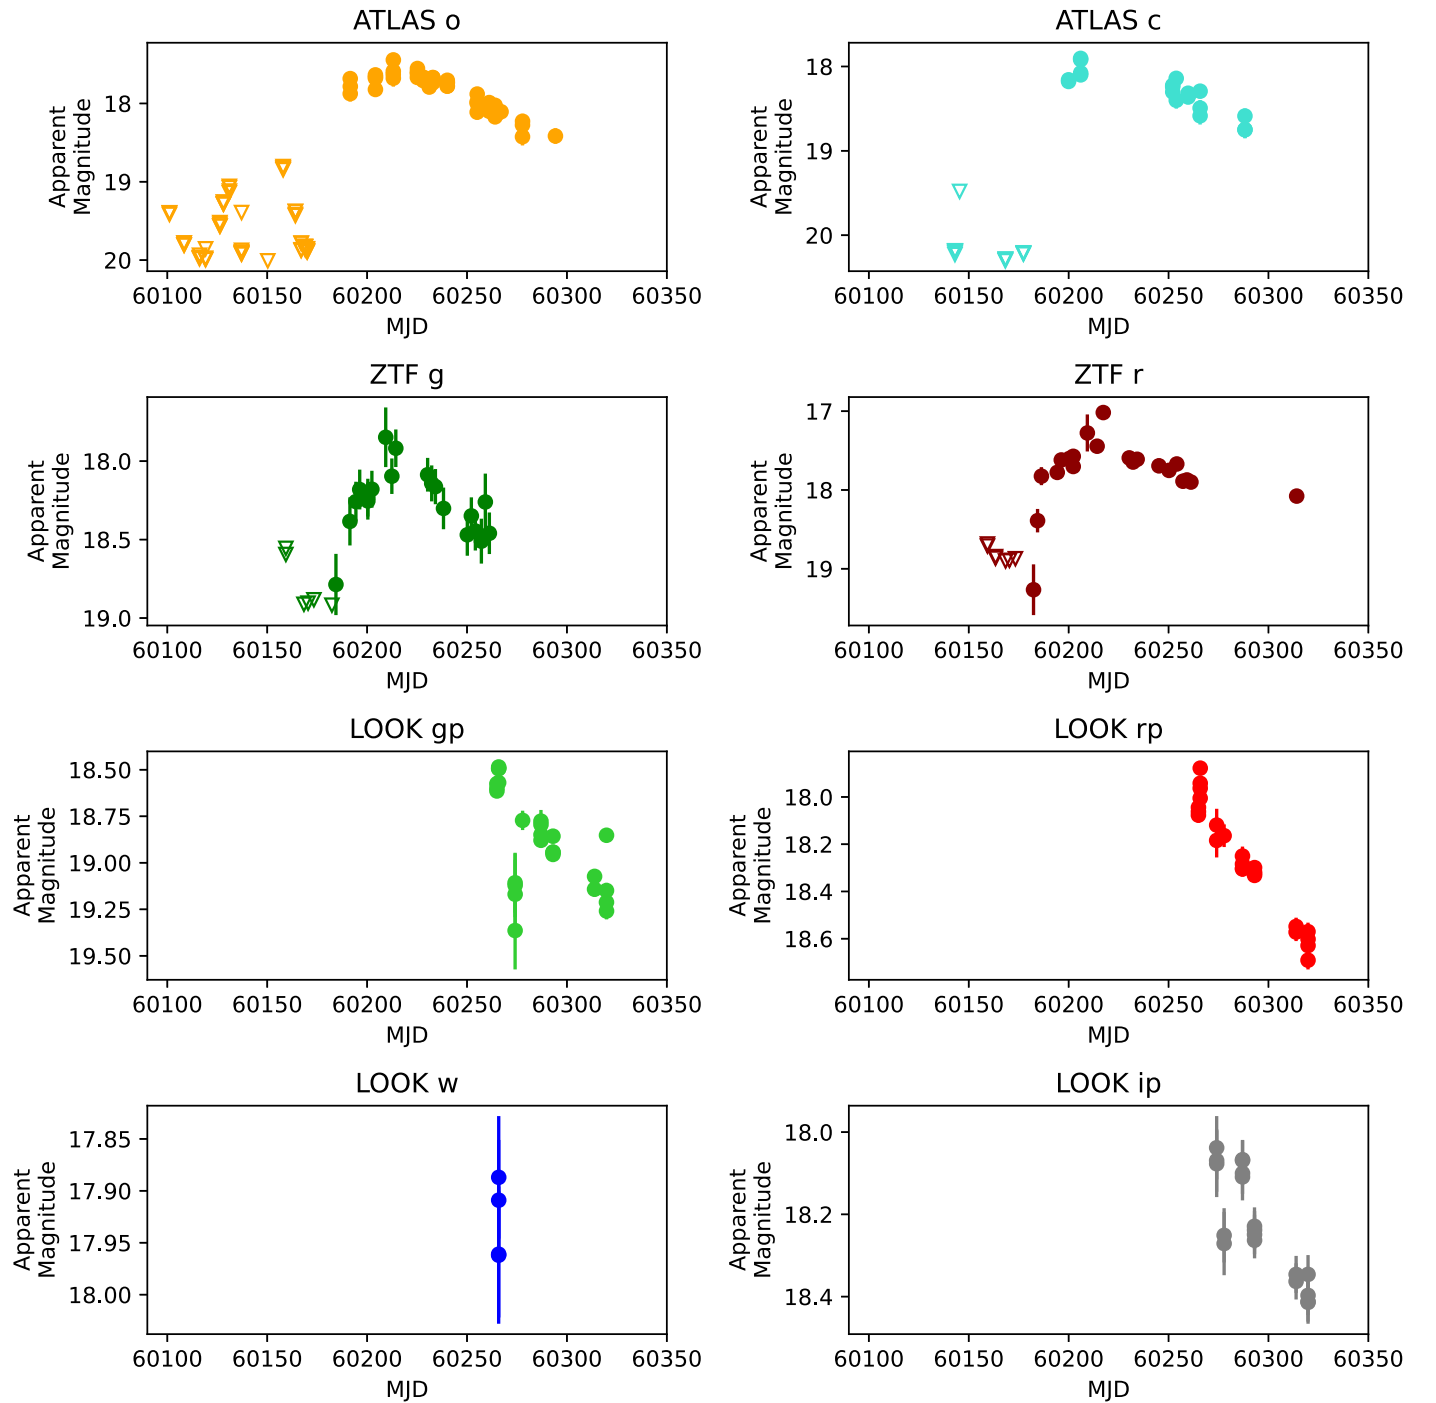 ATLAS o
Apparent
Magnitude
18
19
20
60100 60150 60200 60250 60300 60350
MJD
ATLAS c
Apparent
Magnitude
18
19
20
60100 60150 60200 60250 60300 60350
MJD
ZTF g
Apparent
Magnitude
18.0
18.5
19.0
60100 60150 60200 60250 60300 60350
MJD
ZTF r
Apparent
Magnitude
17
18
19
60100 60150 60200 60250 60300 60350
MJD
LOOK gp
Apparent
Magnitude
18.50
18.75
19.00
19.25
19.50
60100 60150 60200 60250 60300 60350
MJD
LOOK rp
Apparent
Magnitude
18.0
18.2
18.4
18.6
60100 60150 60200 60250 60300 60350
MJD
LOOK w
Apparent
Magnitude
17.85
17.90
17.95
18.00
60100 60150 60200 60250 60300 60350
MJD
LOOK ip
Apparent
Magnitude
18.0
18.2
18.4
60100 60150 60200 60250 60300 60350
MJD